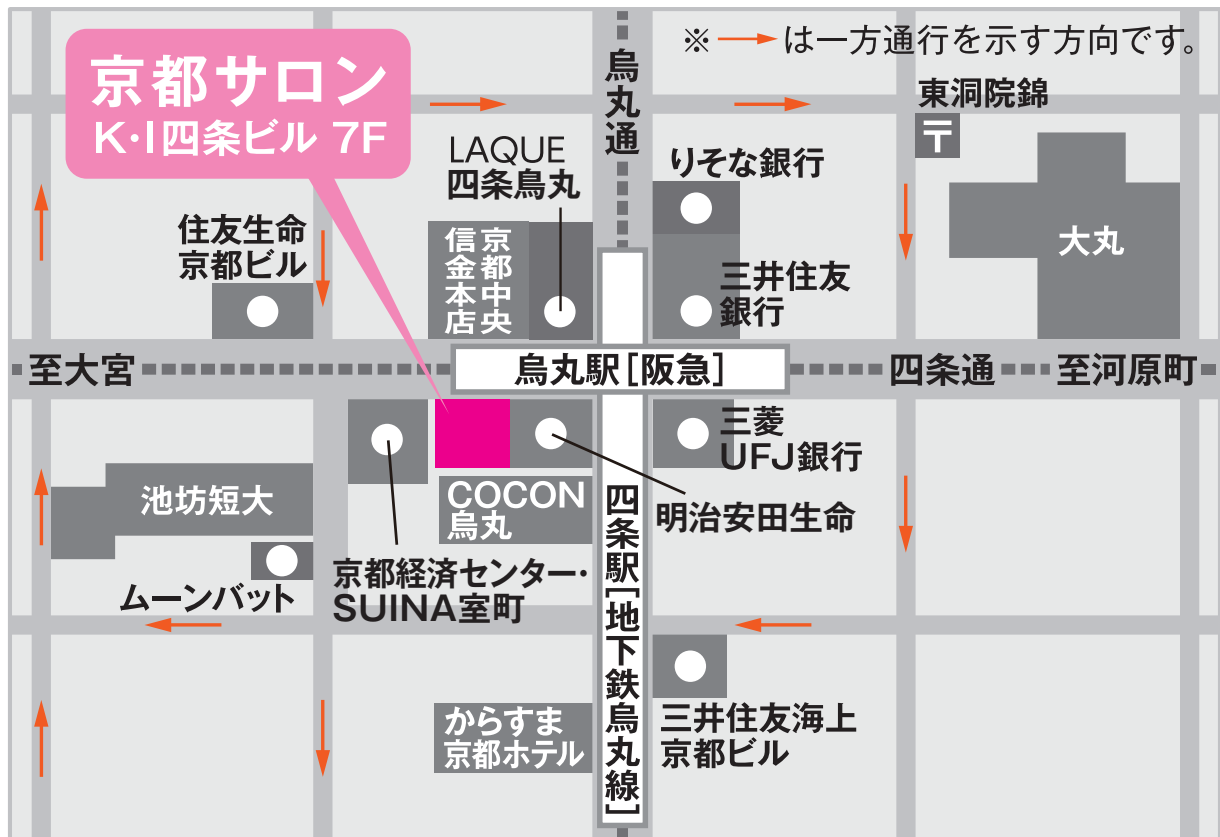 ※→は一方通行を示す方向です。
京都サロン
K・I四条ビル 7F
烏丸通
東洞院錦
〒
LAQUE
四条烏丸
りそな銀行
大丸
住友生命
京都ビル
京都中央
信金本店
三井住友
銀行
至大宮
烏丸駅[阪急]
四条通
至河原町
三菱
UFJ銀行
池坊短大
COCON
烏丸
明治安田生命
四条駅[地下鉄烏丸線]
京都経済センター・
SUINA室町
ムーンバット
からすま
京都ホテル
三井住友海上
京都ビル